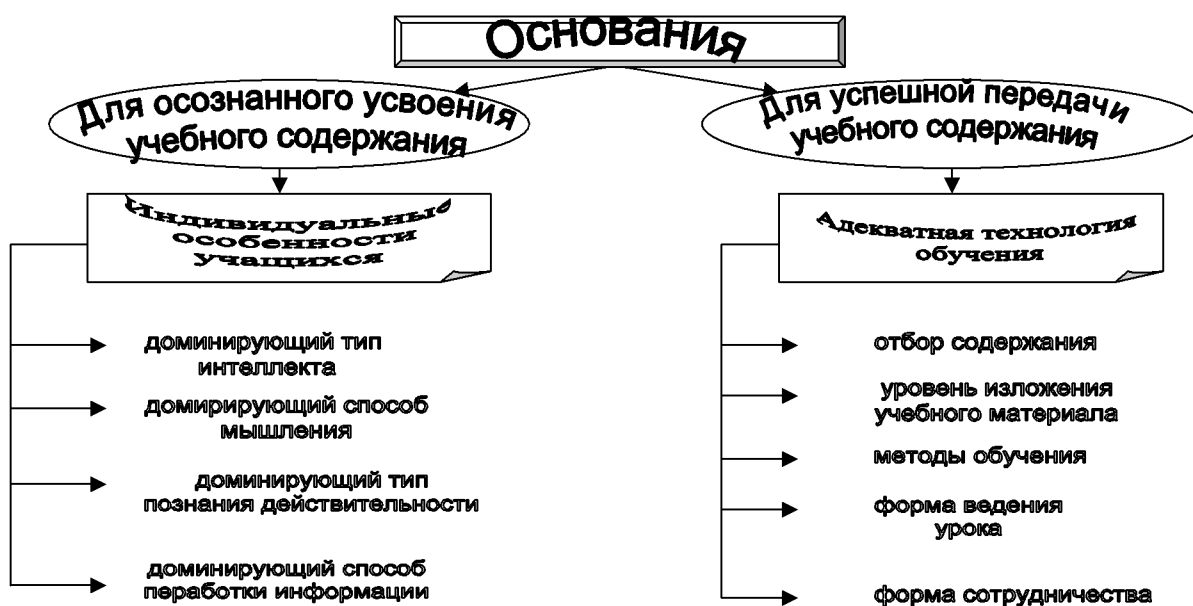 Основания
Для осознанного усвоения
учебного содержания
Для успешной передачи
учебного содержания
Индивидуальные
особенности
учащихся
Адекватная технология
обучения
доминирующий тип
интеллекта
домирирующий способ
мышления
доминирующий тип
познания действительности
доминирующий способ
перaботки информации
отбор содержания
уровень изложения
учебного материала
методы обучения
форма ведения
урока
форма сотрудничества